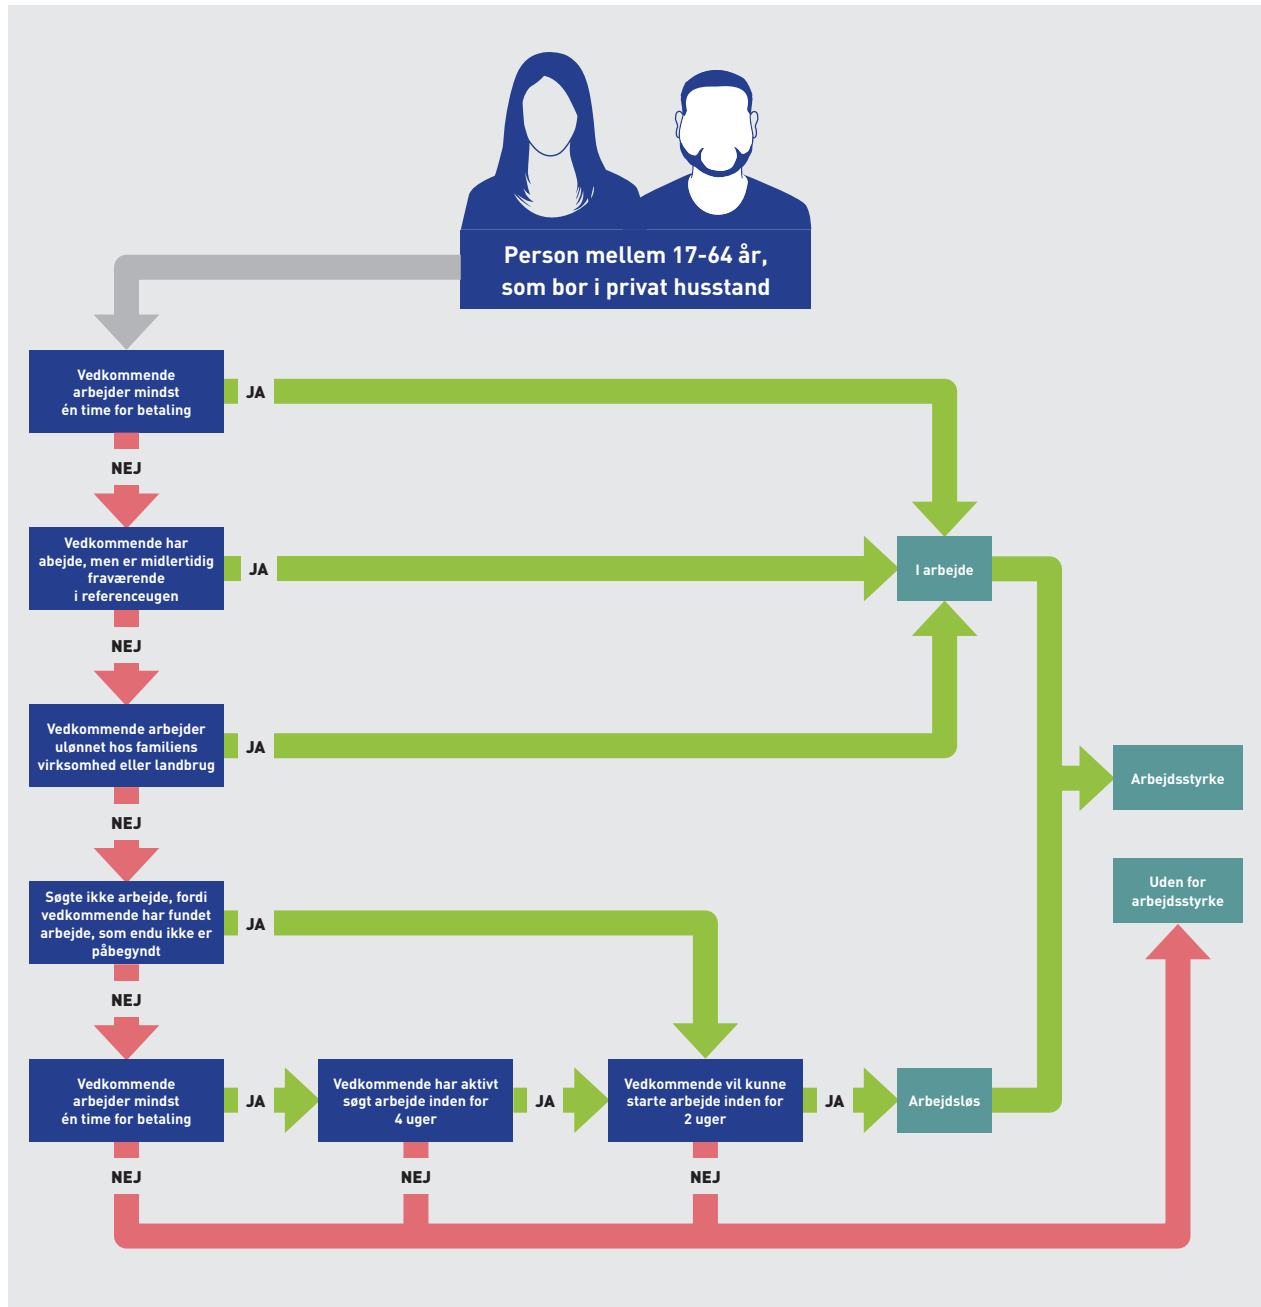 Person mellem 17-64 år,
som bor i privat husstand
Vedkommende
arbejder mindst
én time for betaling
JA
NEJ
Vedkommende har
abejde, men er midlertidig
fraværende
i referenceugen
JA
I arbejde
NEJ
Vedkommende arbejder
ulønnet hos familiens
virksomhed eller landbrug
JA
Arbejdsstyrke
NEJ
Søgte ikke arbejde, fordi
vedkommende har fundet
arbejde, som endu ikke er
påbegyndt
JA
Uden for
arbejdsstyrke
NEJ
Vedkommende
arbejder mindst
én time for betaling
JA
Vedkommende har aktivt
søgt arbejde inden for
4 uger
JA
Vedkommende vil kunne
starte arbejde inden for
2 uger
JA
Arbejdsløs
NEJ
NEJ
NEJ